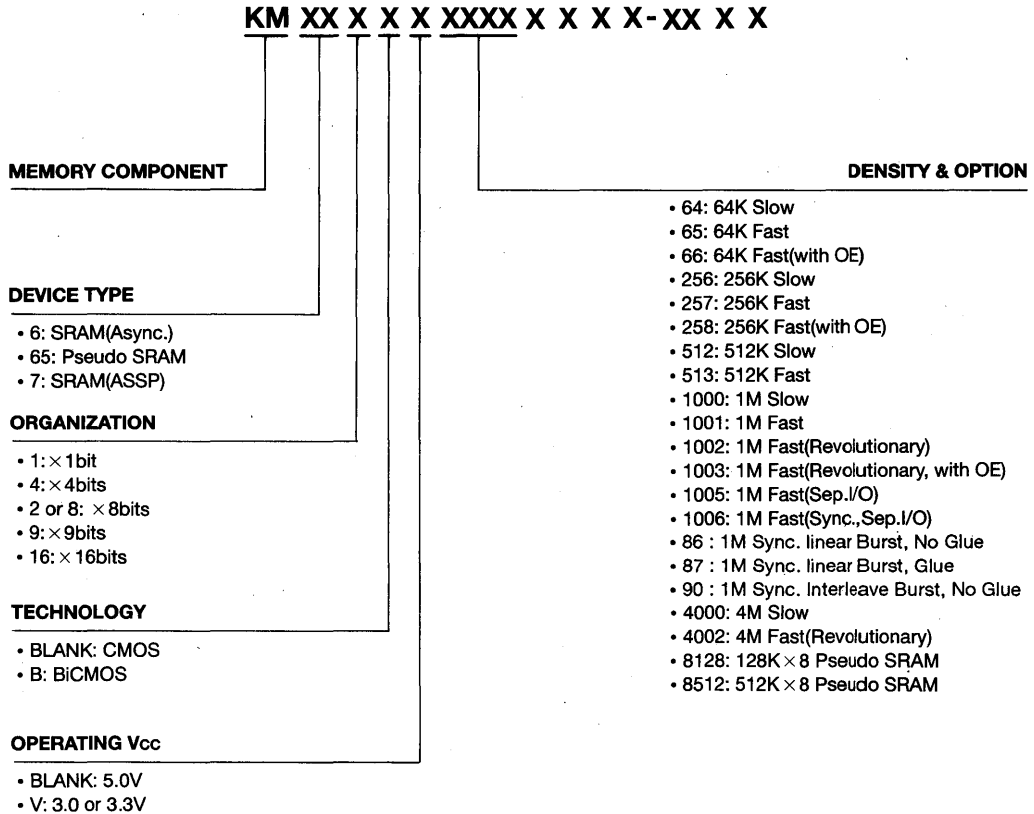 KM XX X X X XXXX X X X X-XX X X
MEMORY COMPONENT
DEVICE TYPE
• 6: SRAM(Async.)
• 65: Pseudo SRAM
• 7: SRAM(ASSP)
ORGANIZATION
• 1: ×1bit
• 4: ×4bits
• 2 or 8: ×8bits
• 9: ×9bits
• 16: ×16bits
TECHNOLOGY
• BLANK: CMOS
• B: BiCMOS
OPERATING Vcc
• BLANK: 5.0V
• V: 3.0 or 3.3V
DENSITY & OPTION
• 64: 64K Slow
• 65: 64K Fast
• 66: 64K Fast(with OE)
• 256: 256K Slow
• 257: 256K Fast
• 258: 256K Fast(with OE)
• 512: 512K Slow
• 513: 512K Fast
• 1000: 1M Slow
• 1001: 1M Fast
• 1002: 1M Fast(Revolutionary)
• 1003: 1M Fast(Revolutionary, with OE)
• 1005: 1M Fast(Sep.I/O)
• 1006: 1M Fast(Sync.,Sep.I/O)
• 86 : 1M Sync. linear Burst, No Glue
• 87 : 1M Sync. linear Burst, Glue
• 90 : 1M Sync. Interleave Burst, No Glue
• 4000: 4M Slow
• 4002: 4M Fast(Revolutionary)
• 8128: 128K×8 Pseudo SRAM
• 8512: 512K×8 Pseudo SRAM